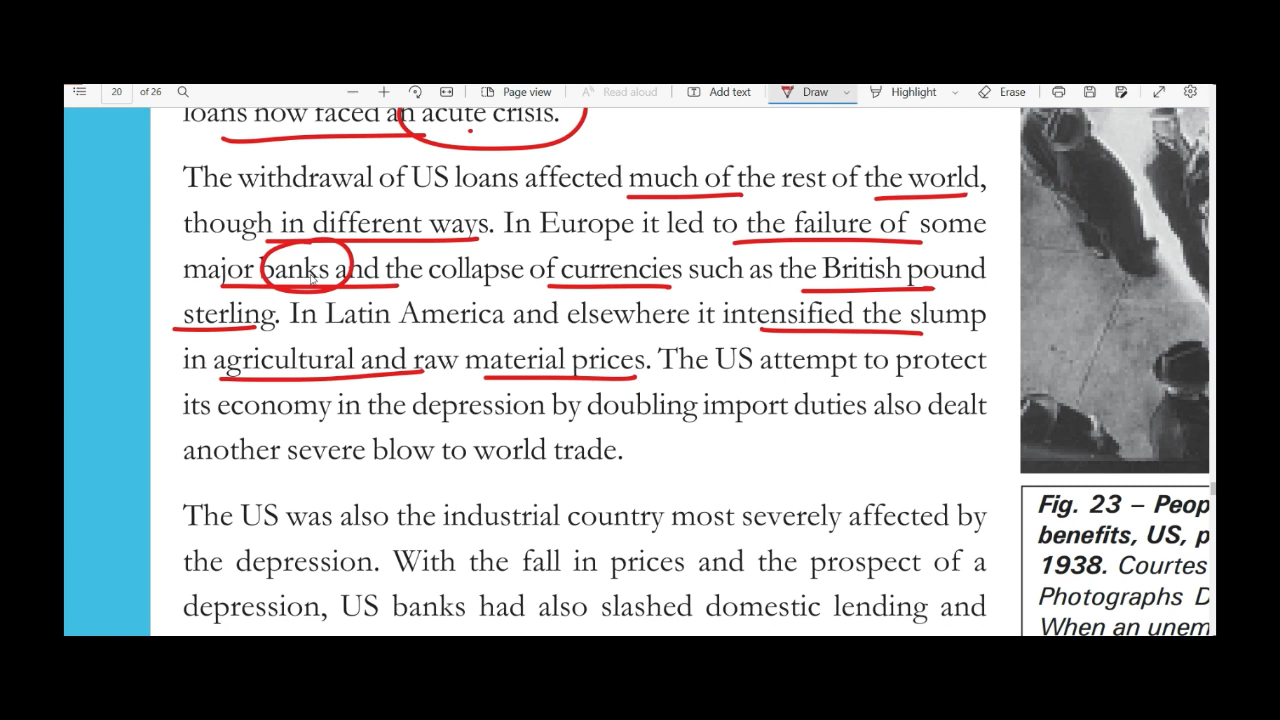 20 of 26 Page view Read aloud Add text Draw Highlight Erase
loans now faced an acute crisis.
The withdrawal of US loans affected much of the rest of the world,
though in different ways. In Europe it led to the failure of some
major banks and the collapse of currencies such as the British pound
sterling. In Latin America and elsewhere it intensified the slump
in agricultural and raw material prices. The US attempt to protect
its economy in the depression by doubling import duties also dealt
another severe blow to world trade.
The US was also the industrial country most severely affected by
the depression. With the fall in prices and the prospect of a
depression, US banks had also slashed domestic lending and
Fig. 23 – Peop
benefits, US, p
1938. Courtes
Photographs D
When an unem